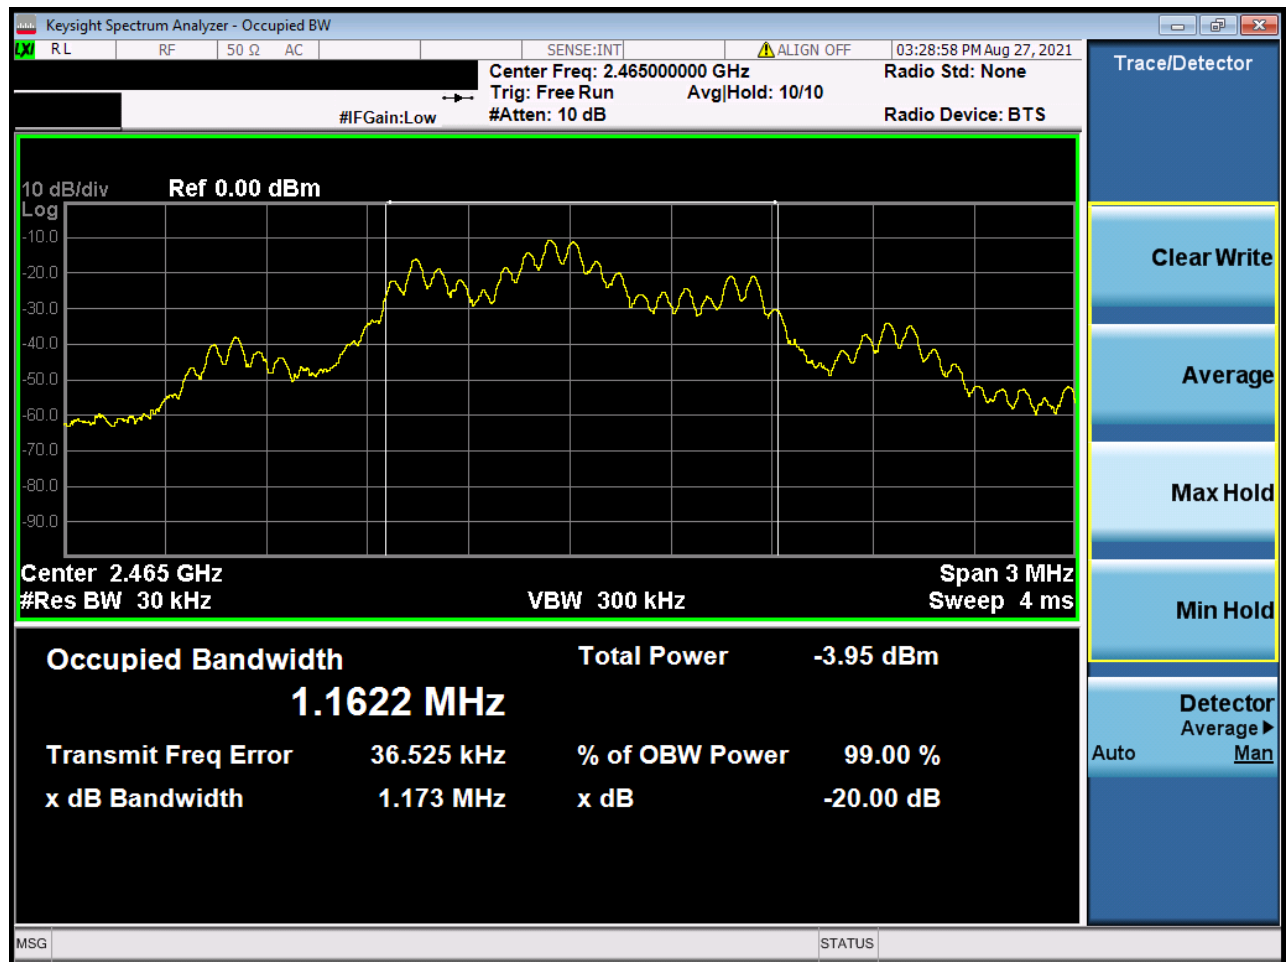 Keysight Spectrum Analyzer - Occupied BW
LXI RL RF 50 Ω AC SENSE:INT ALIGN OFF 03:28:58 PM Aug 27, 2021
Center Freq: 2.465000000 GHz Radio Std: None
Trig: Free Run Avg|Hold: 10/10
#IFGain:Low #Atten: 10 dB Radio Device: BTS
Trace/Detector
10 dB/div Ref 0.00 dBm
Log
-10.0
-20.0
-30.0
-40.0
-50.0
-60.0
-70.0
-80.0
-90.0
Center 2.465 GHz Span 3 MHz
#Res BW 30 kHz VBW 300 kHz Sweep 4 ms
Clear Write
Average
Max Hold
Min Hold
Detector
Average
Auto Man
Occupied Bandwidth Total Power -3.95 dBm
1.1622 MHz
Transmit Freq Error 36.525 kHz % of OBW Power 99.00 %
x dB Bandwidth 1.173 MHz x dB -20.00 dB
MSG STATUS